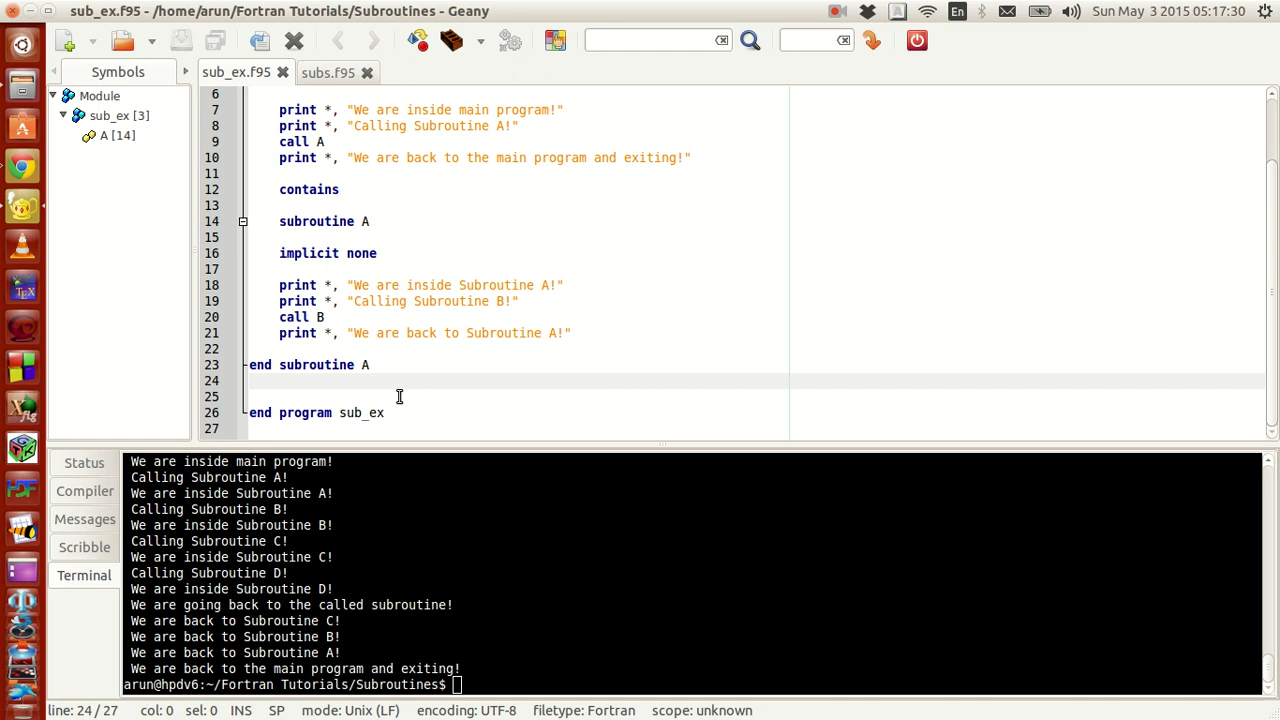 sub_ex.f95 - /home/arun/Fortran Tutorials/Subroutines - Geany
En
Sun May 3 2015 05:17:30
Symbols
sub_ex.f95
subs.f95
Module
sub_ex [3]
A [14]
6
7 print *, "We are inside main program!"
8 print *, "Calling Subroutine A!"
9 call A
10 print *, "We are back to the main program and exiting!"
11
12 contains
13
14 subroutine A
15
16 implicit none
17
18 print *, "We are inside Subroutine A!"
19 print *, "Calling Subroutine B!"
20 call B
21 print *, "We are back to Subroutine A!"
22
23 end subroutine A
24
25
26 end program sub_ex
27
Status
Compiler
Messages
Scribble
Terminal
We are inside main program!
Calling Subroutine A!
We are inside Subroutine A!
Calling Subroutine B!
We are inside Subroutine B!
Calling Subroutine C!
We are inside Subroutine C!
Calling Subroutine D!
We are inside Subroutine D!
We are going back to the called subroutine!
We are back to Subroutine C!
We are back to Subroutine B!
We are back to Subroutine A!
We are back to the main program and exiting!
arun@hpdv6:~/Fortran Tutorials/Subroutines$
line: 24 / 27 col: 0 sel: 0 INS SP mode: Unix (LF) encoding: UTF-8 filetype: Fortran scope: unknown